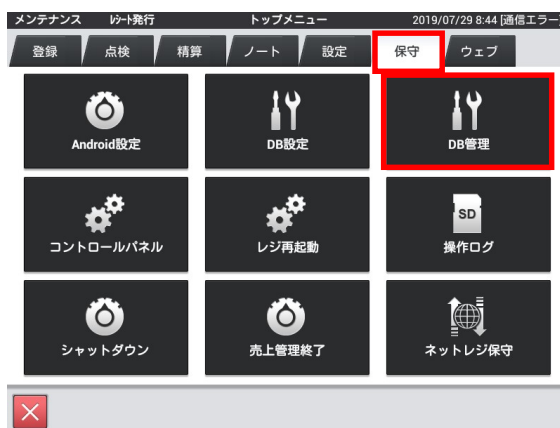 メンテナンス ﾚｼｰﾄ発行 トップメニュー 2019/07/29 8:44 [通信エラー
登録 点検 精算 ノート 設定 保守 ウェブ
Android設定 DB設定 DB管理
SD
コントロールパネル レジ再起動 操作ログ
シャットダウン 売上管理終了 ネットレジ保守